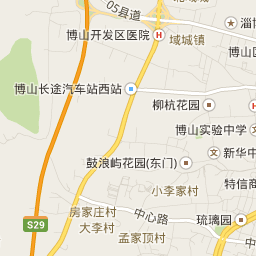 05县道
淄博
博山开发区医院
H
域城镇
博山
博山长途汽车站西站
柳杭花园
博山实验中学
新华中
鼓浪屿花园(东门)
小李家村
特信商
房家庄村
中心路
S29
大李村
琉璃园
孟家顶村